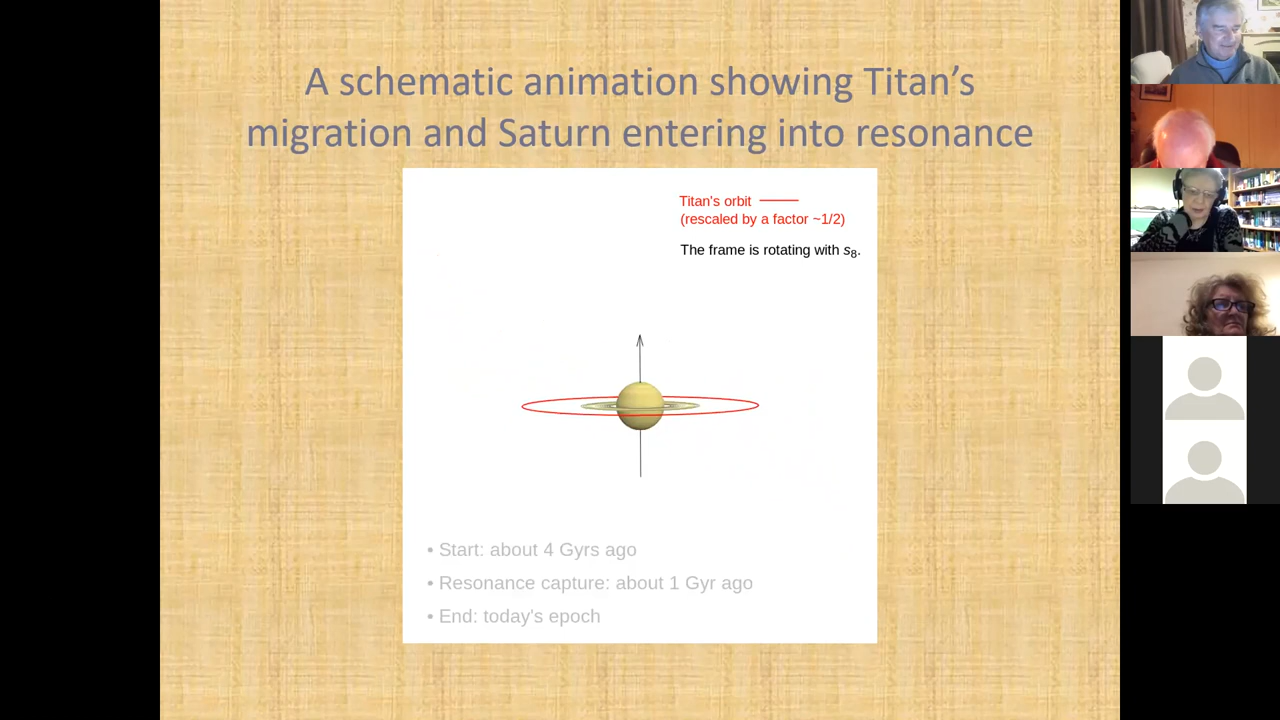 A schematic animation showing Titan’s
migration and Saturn entering into resonance
Titan's orbit
(rescaled by a factor ~1/2)
The frame is rotating with s8.
• Start: about 4 Gyrs ago
• Resonance capture: about 1 Gyr ago
• End: today's epoch